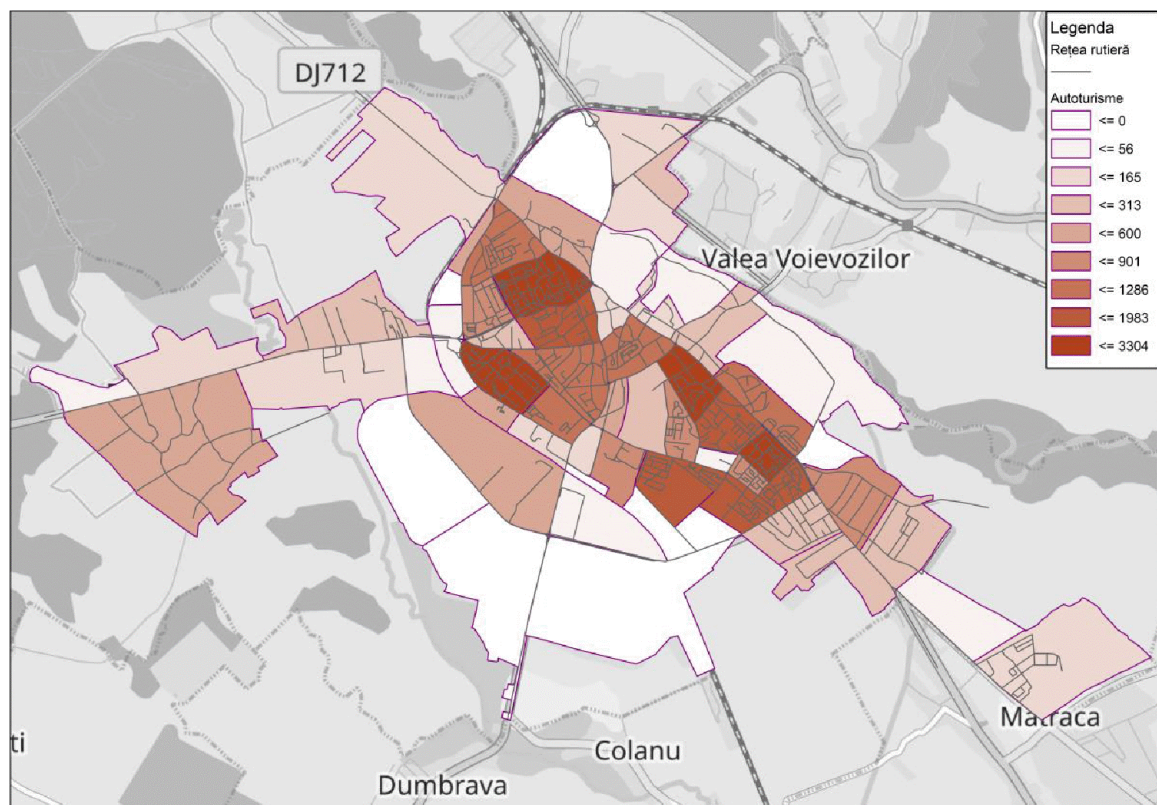 Legenda
Rețea rutieră
Autoturisme
<= 0
<= 56
<= 165
<= 313
<= 600
<= 901
<= 1286
<= 1983
<= 3304
DJ712
Valea Voievozilor
Matraca
ti
Colanu
Dumbrava